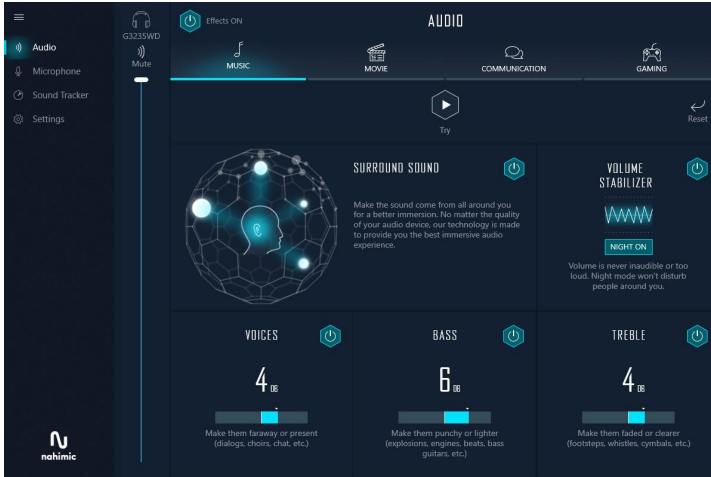 Audio
Microphone
Sound Tracker
Settings
nahimic
G3235WD
Mute
Effects ON
AUDIO
MUSIC
MOVIE
COMMUNICATION
GAMING
Try
Reset
SURROUND SOUND
Make the sound come from all around you
for a better immersion. No matter the quality
of your audio device, our technology is made
to provide you the best immersive audio
experience.
VOLUME
STABILIZER
NIGHT ON
Volume is never inaudible or too
loud. Night mode won't disturb
people around you.
VOICES
4 DB
Make them faraway or present
(dialogs, choirs, chat, etc.)
BASS
6 DB
Make them punchy or lighter
(explosions, engines, beats, bass
guitars, etc.)
TREBLE
4 DB
Make them faded or clearer
(footsteps, whistles, cymbals, etc.)